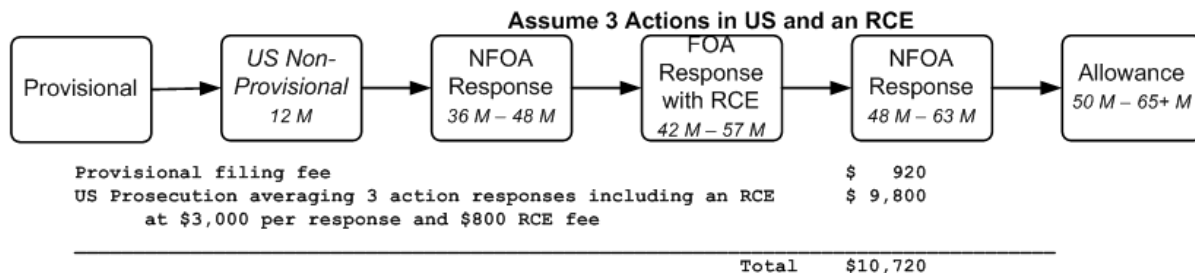 Assume 3 Actions in US and an RCE
Provisional
US Non-
Provisional
12 M
NFOA
Response
36 M – 48 M
FOA
Response
with RCE
42 M – 57 M
NFOA
Response
48 M – 63 M
Allowance
50 M – 65+ M
Provisional filing fee $ 920
US Prosecution averaging 3 action responses including an RCE $ 9,800
at $3,000 per response and $800 RCE fee
Total $10,720